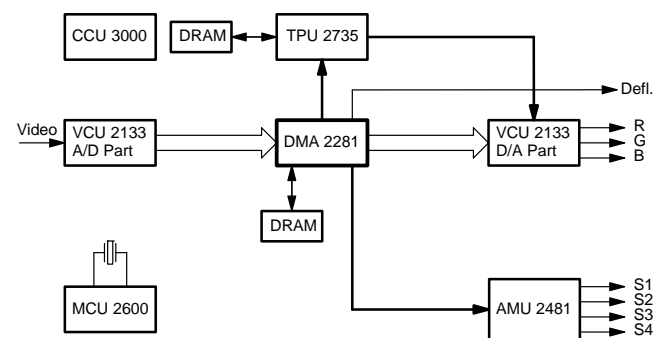 CCU 3000
DRAM
TPU 2735
Defl.
Video
VCU 2133
A/D Part
DMA 2281
VCU 2133
D/A Part
R
G
B
DRAM
MCU 2600
AMU 2481
S1
S2
S3
S4